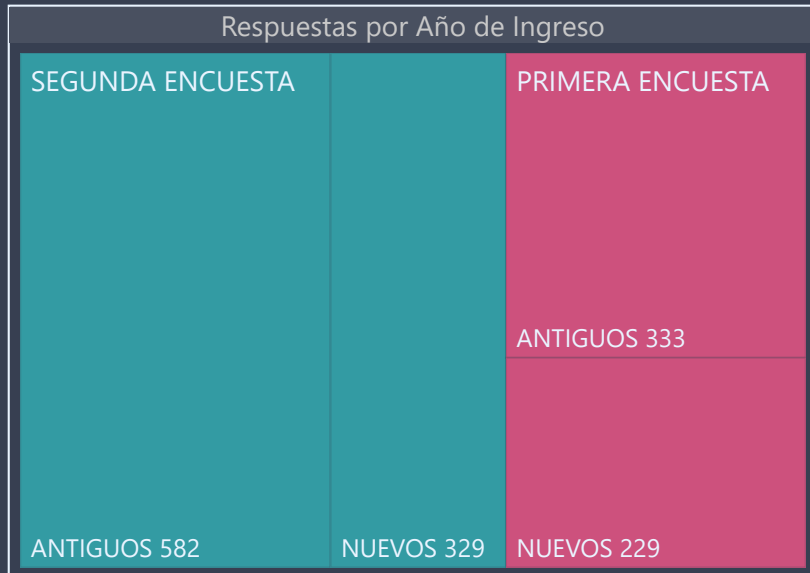 Respuestas por Año de Ingreso
SEGUNDA ENCUESTA
ANTIGUOS 582
NUEVOS 329
PRIMERA ENCUESTA
ANTIGUOS 333
NUEVOS 229